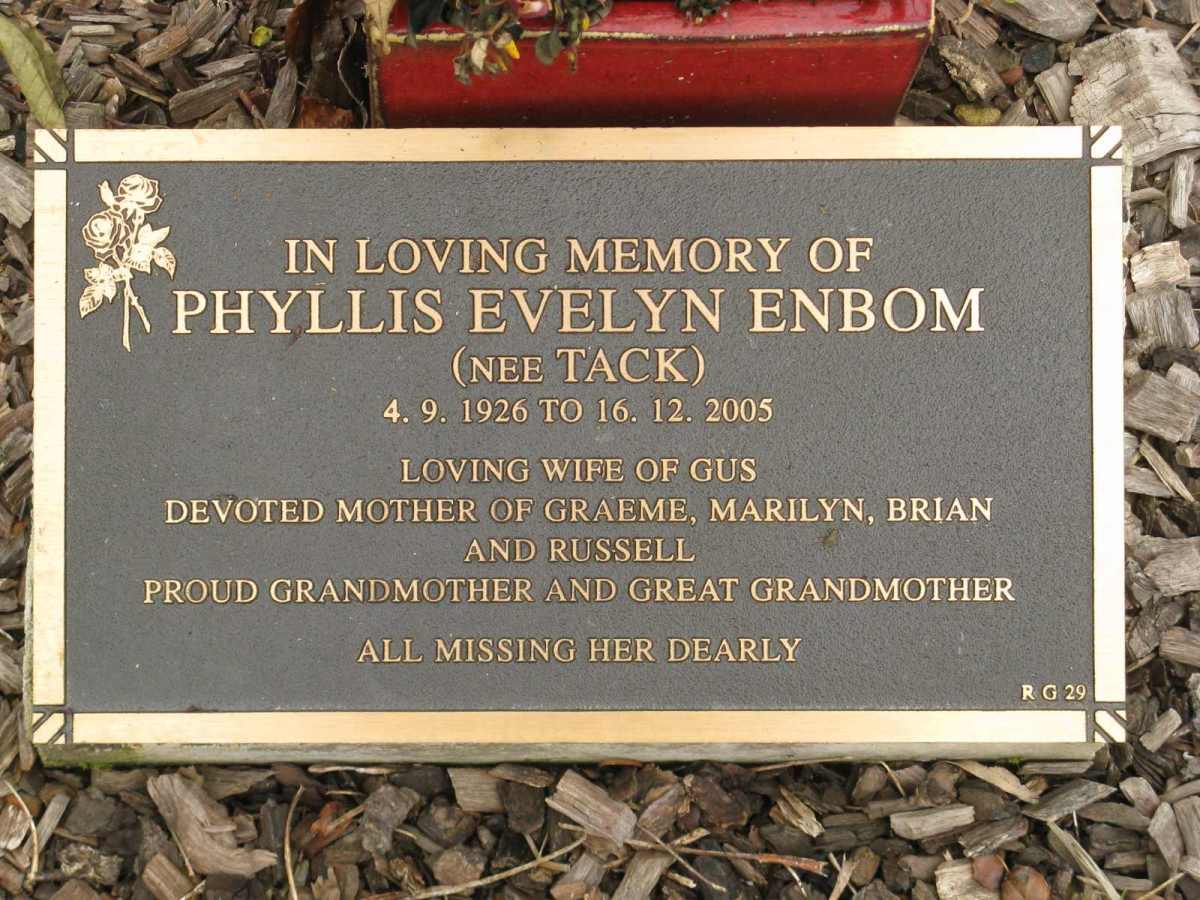 IN LOVING MEMORY OF
PHYLLIS EVELYN ENBOM
(NEE TACK)
4. 9. 1926 TO 16. 12. 2005
LOVING WIFE OF GUS
DEVOTED MOTHER OF GRAEME, MARILYN, BRIAN
AND RUSSELL
PROUD GRANDMOTHER AND GREAT GRANDMOTHER
ALL MISSING HER DEARLY
R G 29